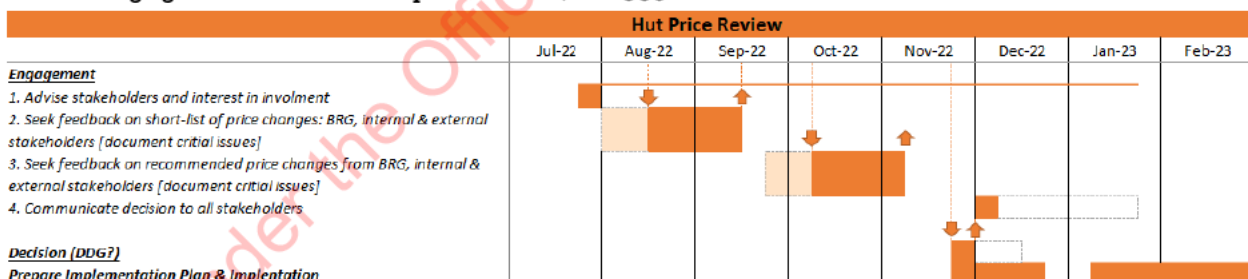 Hut Price Review
Jul-22 Aug-22 Sep-22 Oct-22 Nov-22 Dec-22 Jan-23 Feb-23
Engagement
1. Advise stakeholders and interest in involment
2. Seek feedback on short-list of price changes: BRG, internal & external
stakeholders [document critial issues]
3. Seek feedback on recommended price changes from BRG, internal &
external stakeholders [document critial issues]
4. Communicate decision to all stakeholders
Decision (DDG?)
Prepare Implementation Plan & Implentation
der the Offic